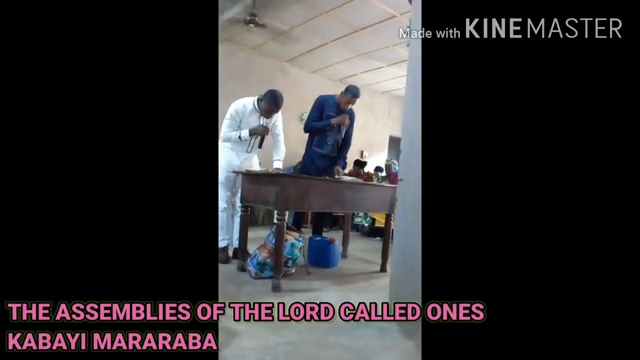 Made with KINEMASTER
THE ASSEMBLIES OF THE LORD CALLED ONES
KABAYI MARARABA